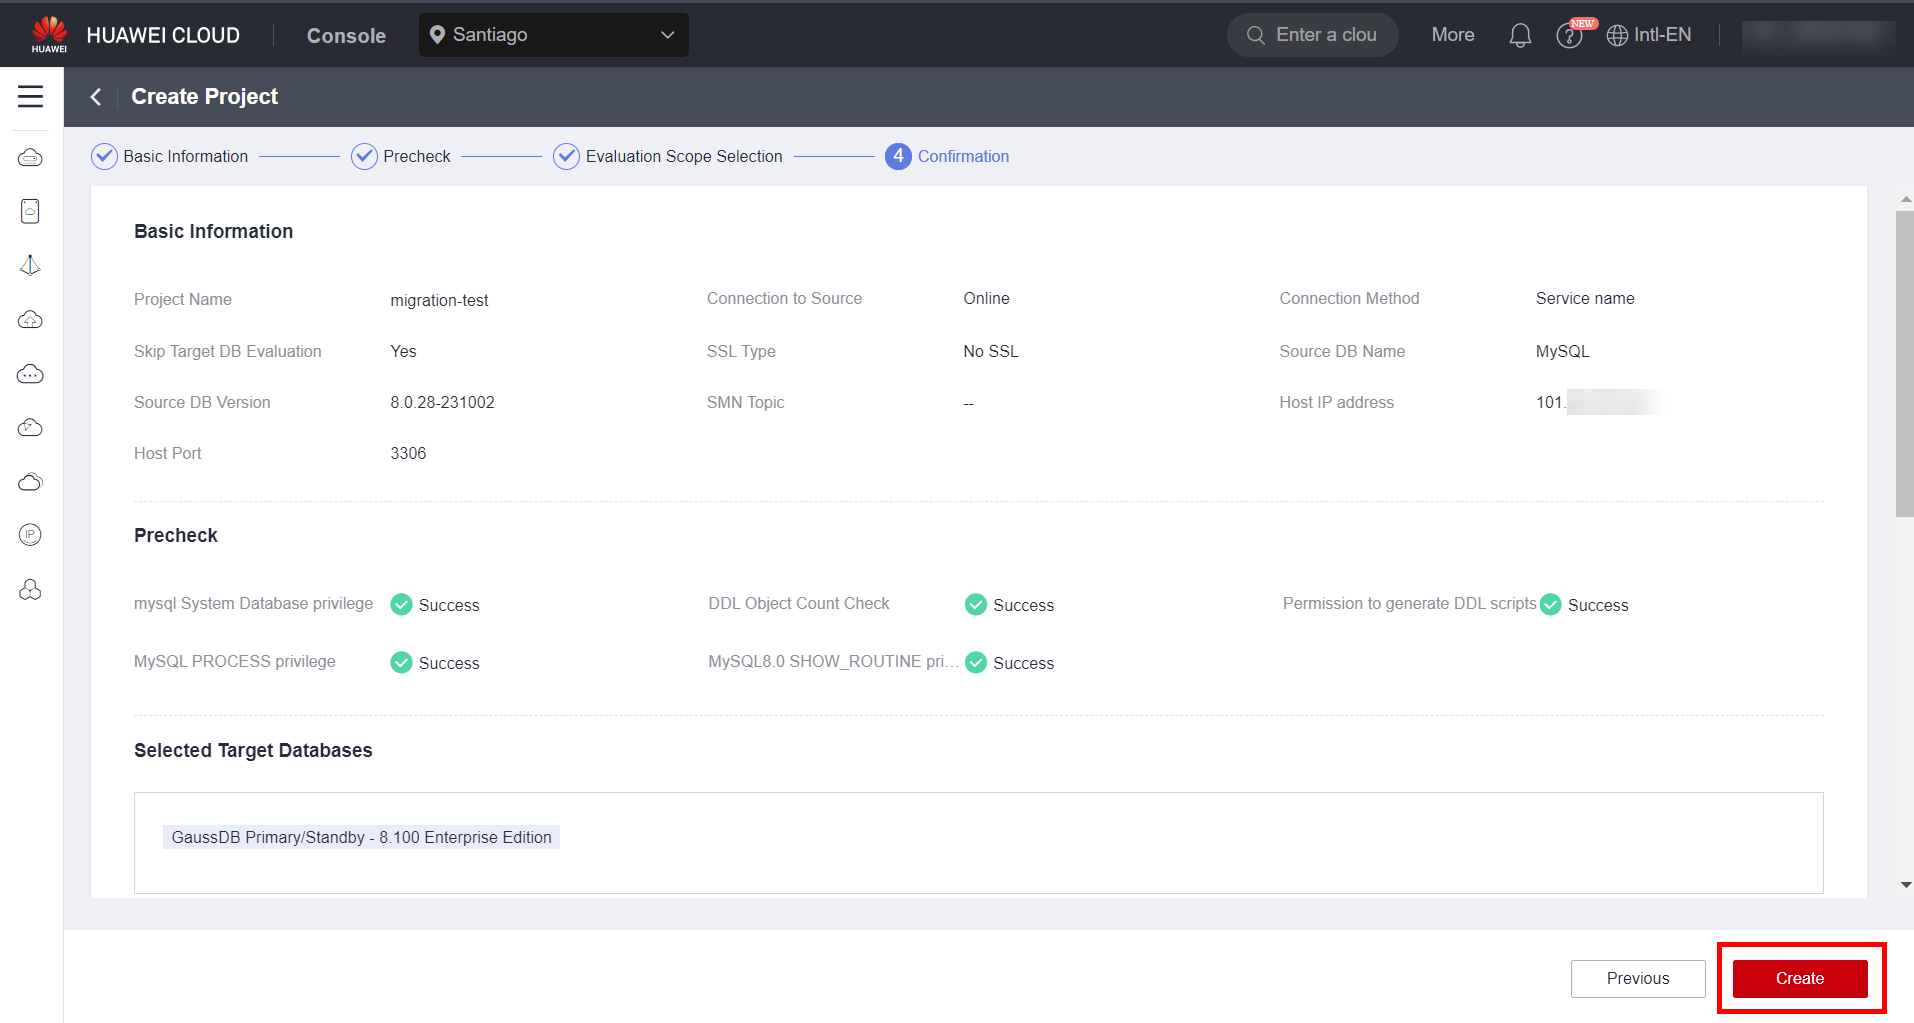 HUAWEI HUAWEI CLOUD Console Santiago Enter a clou More NEW Intl-EN
Create Project
Basic Information Precheck Evaluation Scope Selection 4 Confirmation
Basic Information
Project Name migration-test Connection to Source Online Connection Method Service name
Skip Target DB Evaluation Yes SSL Type No SSL Source DB Name MySQL
Source DB Version 8.0.28-231002 SMN Topic -- Host IP address 101.
Host Port 3306
Precheck
mysql System Database privilege Success DDL Object Count Check Success Permission to generate DDL scripts Success
MySQL PROCESS privilege Success MySQL8.0 SHOW_ROUTINE pri... Success
Selected Target Databases
GaussDB Primary/Standby - 8.100 Enterprise Edition
IP
Previous Create